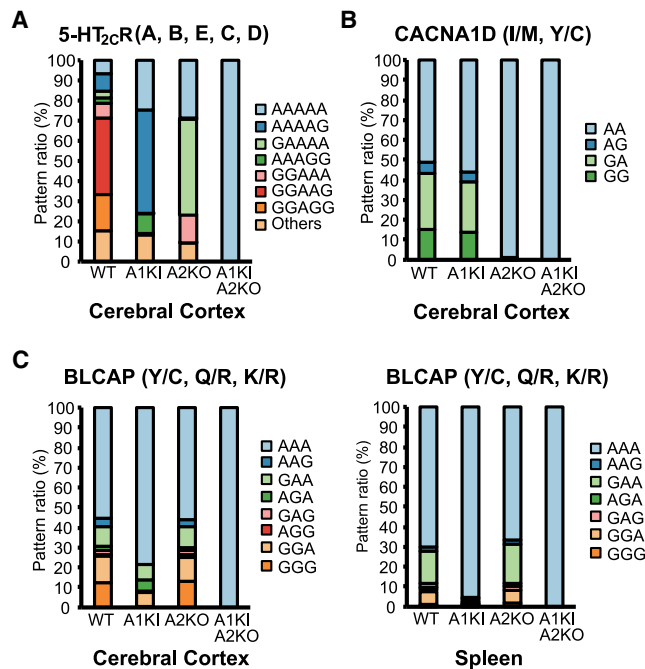 A
5-HT2CR (A, B, E, C, D)
Pattern ratio (%)
100
90
80
70
60
50
40
30
20
10
0
WT A1KI A2KO A1KI
A2KO
Cerebral Cortex
AAAAA
AAAAG
GAAAA
AAAGG
GGAAA
GGAAG
GGAGG
Others
B
CACNA1D (I/M, Y/C)
Pattern ratio (%)
100
90
80
70
60
50
40
30
20
10
0
WT A1KI A2KO A1KI
A2KO
Cerebral Cortex
AA
AG
GA
GG
C
BLCAP (Y/C, Q/R, K/R)
Pattern ratio (%)
100
90
80
70
60
50
40
30
20
10
0
WT A1KI A2KO A1KI
A2KO
Cerebral Cortex
AAA
AAG
GAA
AGA
GAG
AGG
GGA
GGG
BLCAP (Y/C, Q/R, K/R)
Pattern ratio (%)
100
90
80
70
60
50
40
30
20
10
0
WT A1KI A2KO A1KI
A2KO
Spleen
AAA
AAG
GAA
AGA
GAG
AGG
GGA
GGG